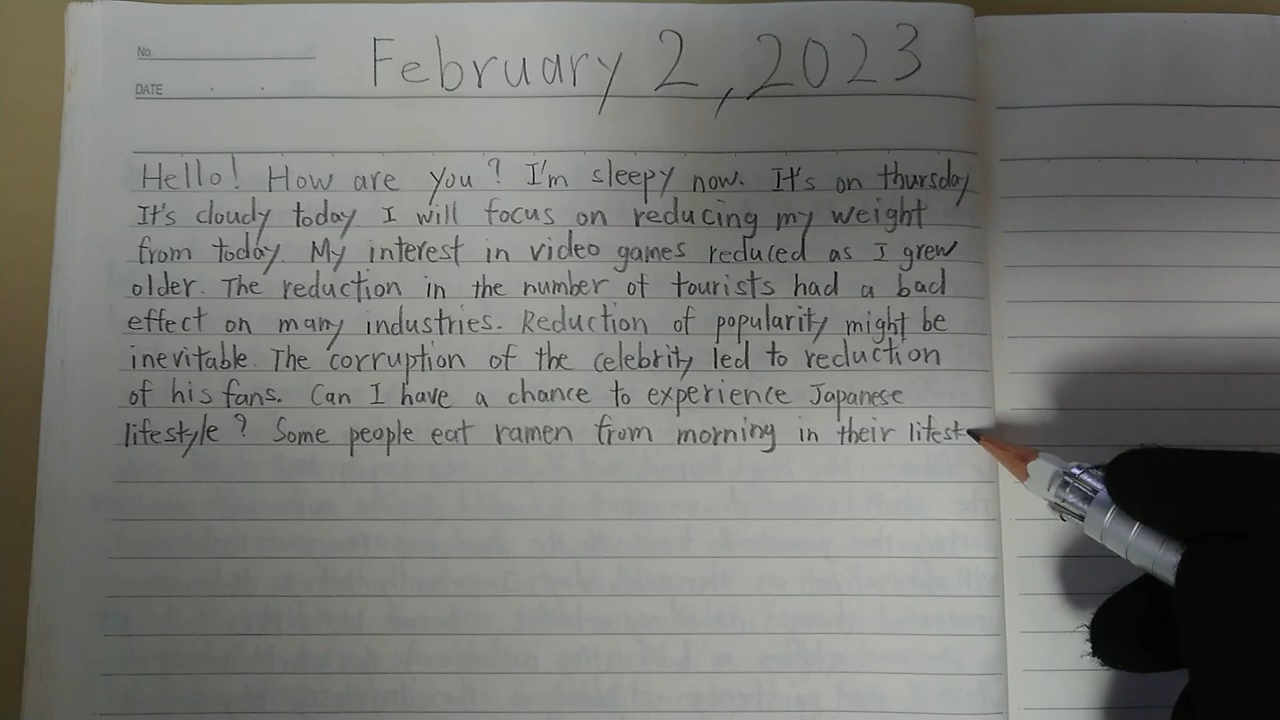 No.
DATE
February 2, 2023
Hello! How are you? I'm sleepy now. It's on thursday
It's cloudy today I will focus on reducing my weight
from today. My interest in video games reduced as I grew
older. The reduction in the number of tourists had a bad
effect on many industries. Reduction of popularity might be
inevitable. The corruption of the celebrity led to reduction
of his fans. Can I have a chance to experience Japanese
lifestyle? Some people eat ramen from morning in their lifest